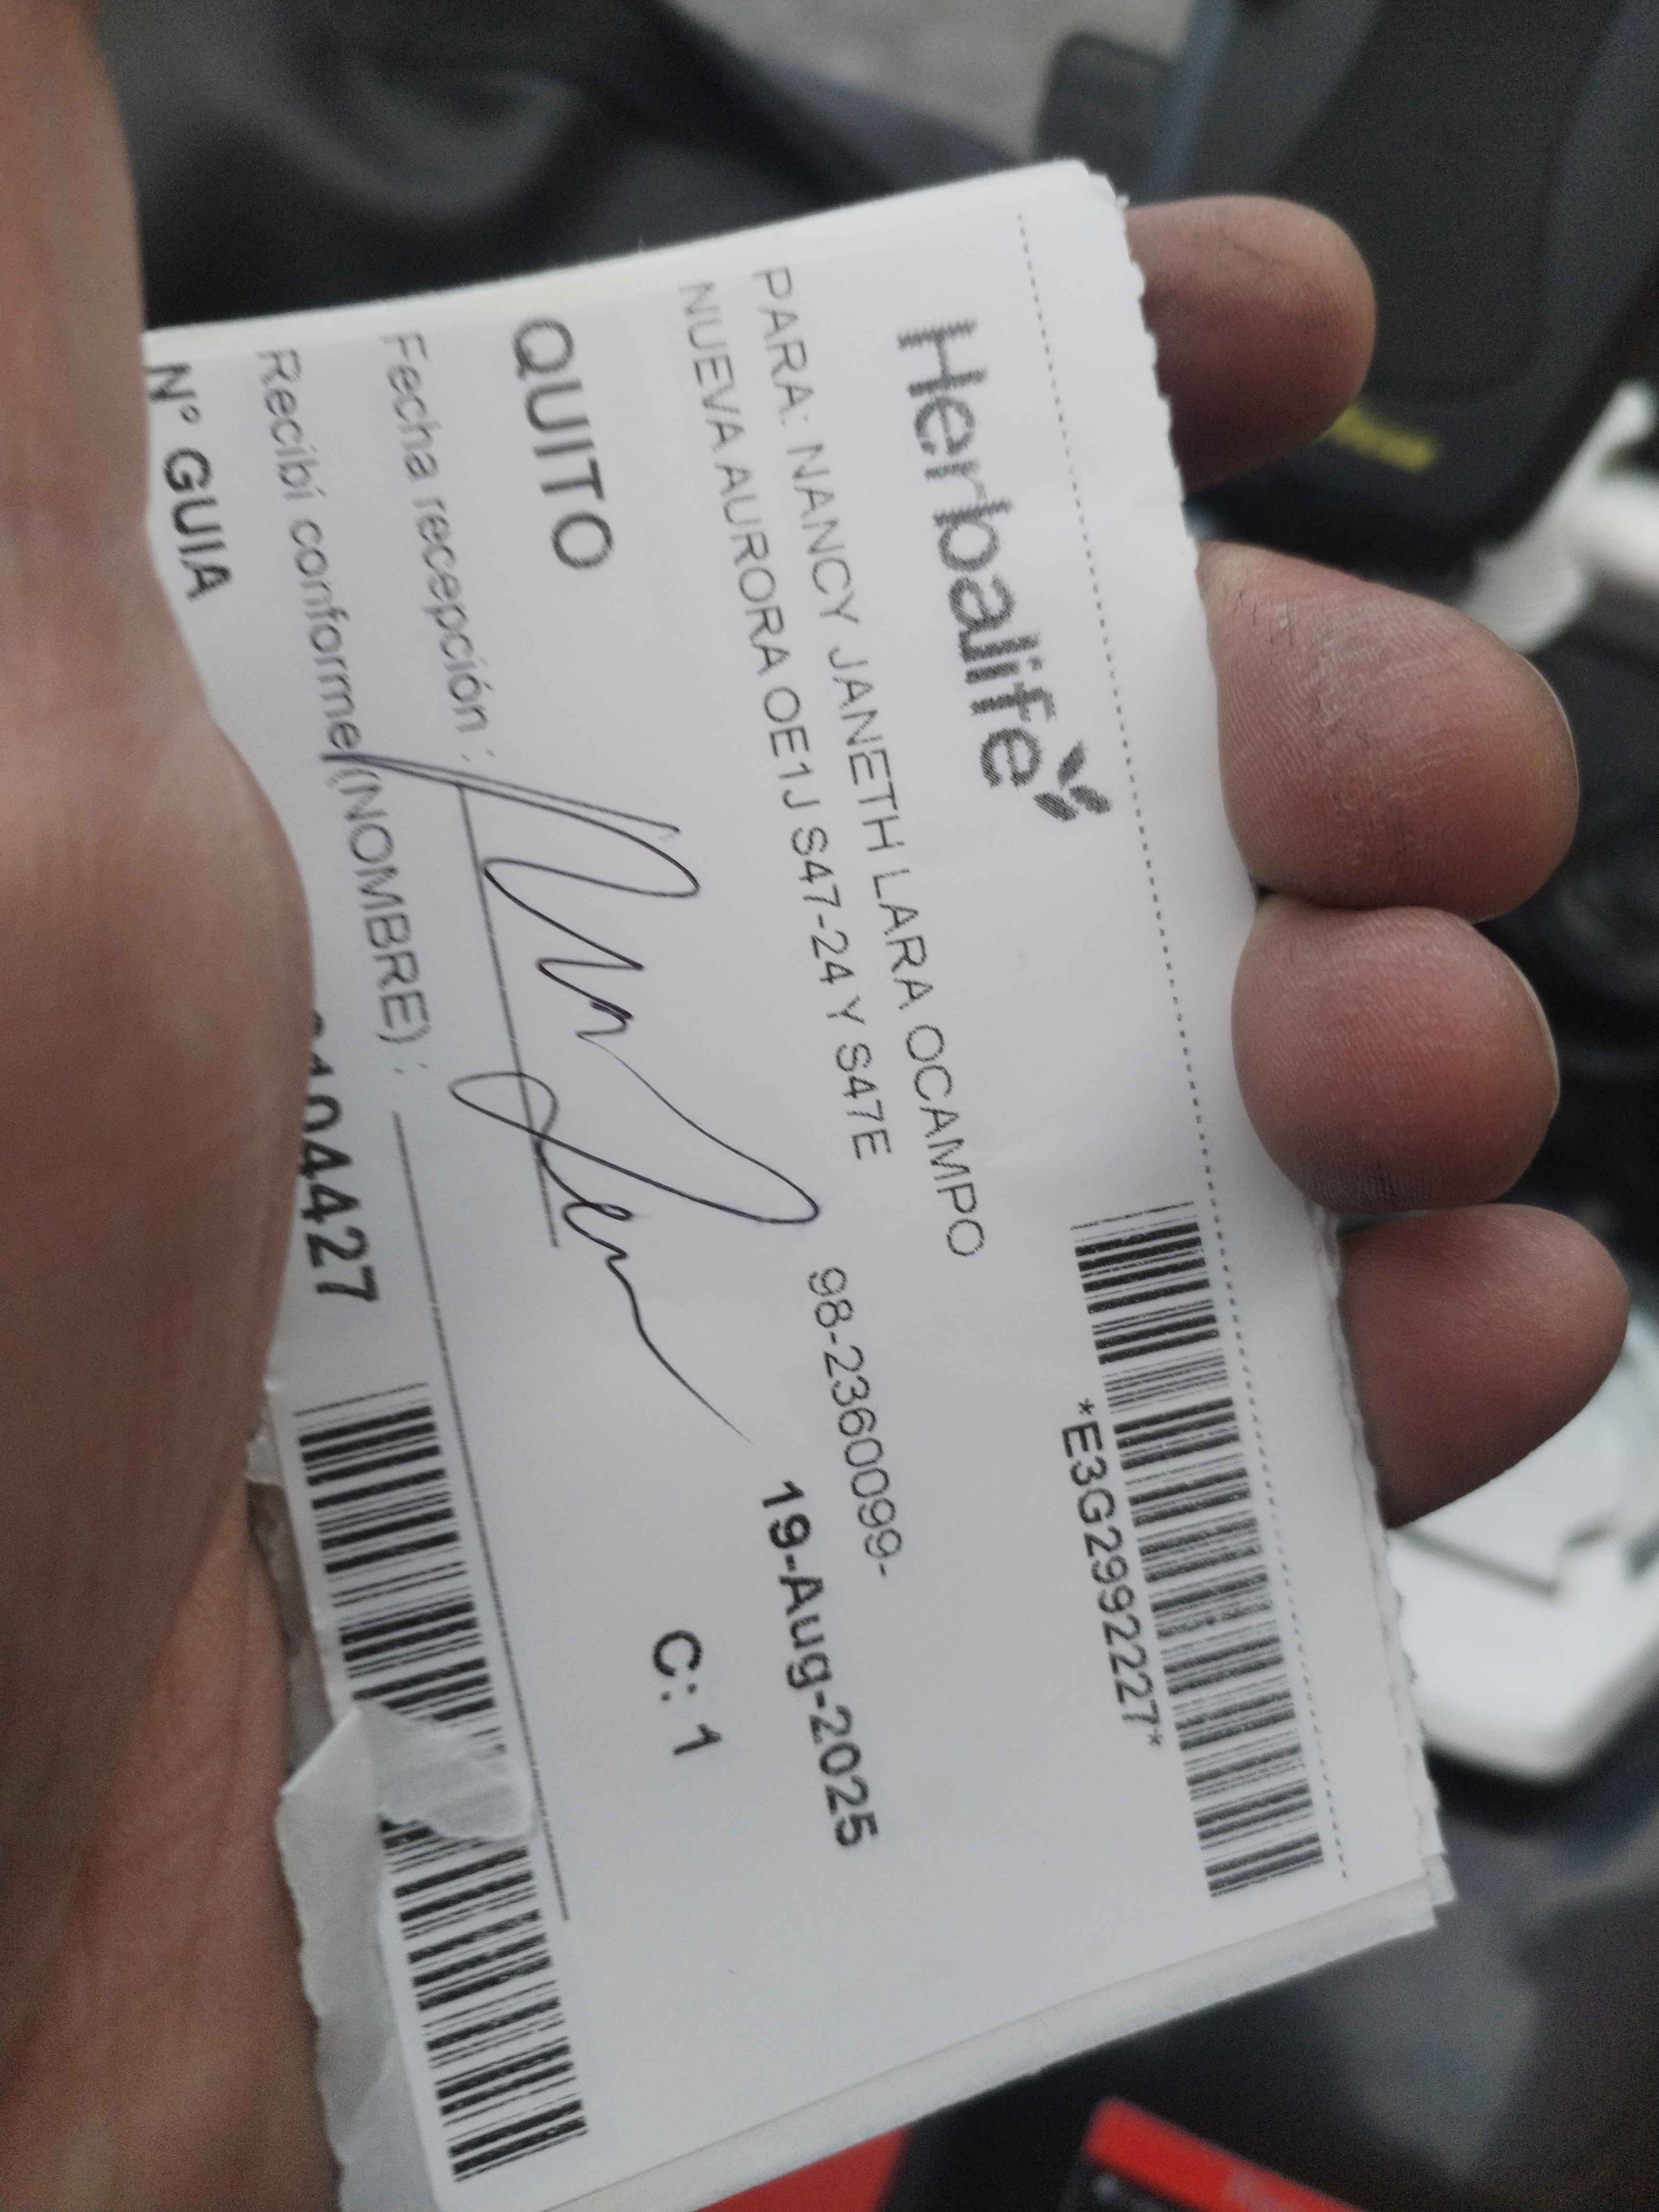 Herbalife
*E3G2992227*
PARA: NANCY JANETH LARA OCAMPO
98-2360099-
NUEVA AURORA OE1J S47-24 Y S47E
19-Aug-2025
QUITO
C: 1
Fecha recepción :
Recibí conforme (NOMBRE) :
N° GUIA